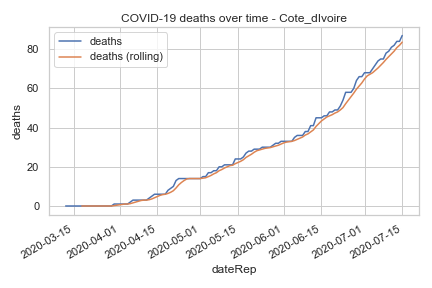 COVID-19 deaths over time - Cote_dIvoire
deaths
deaths (rolling)
deaths
80
60
40
20
0
2020-03-15
2020-04-01
2020-04-15
2020-05-01
2020-05-15
2020-06-01
2020-06-15
2020-07-01
2020-07-15
dateRep